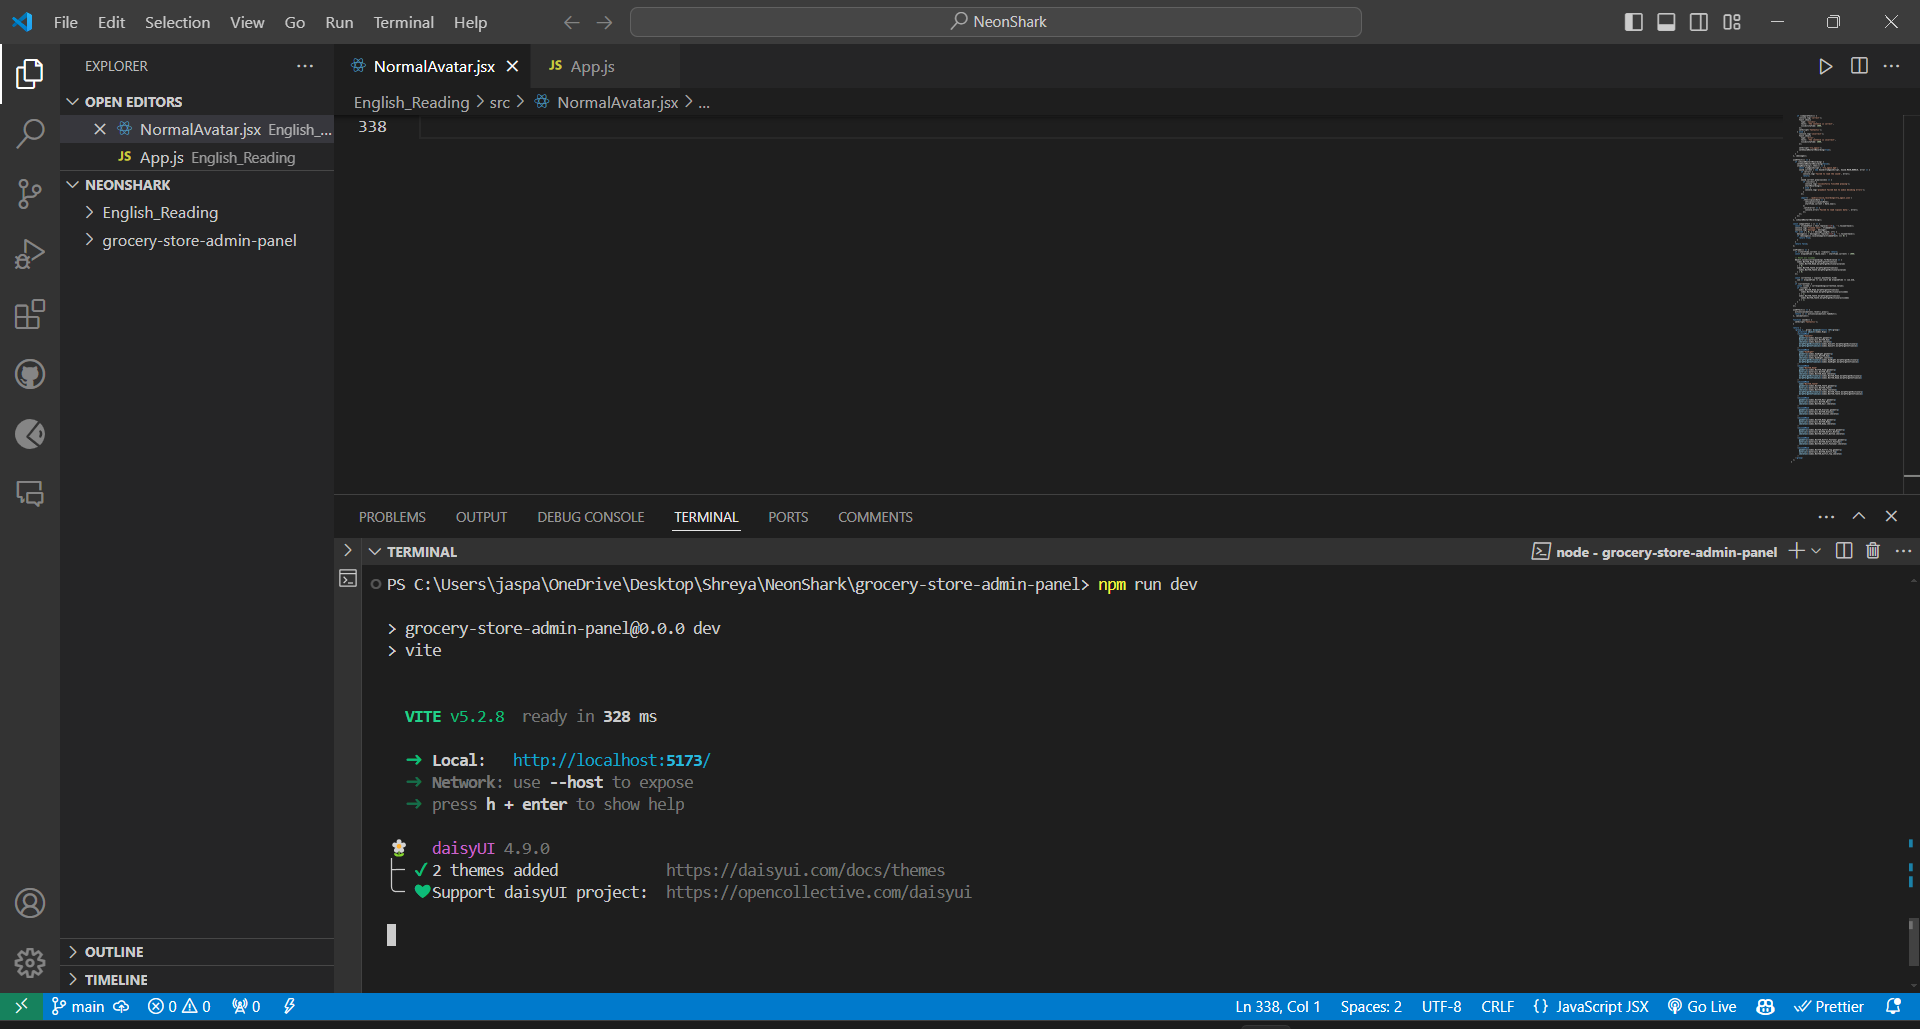 File Edit Selection View Go Run Terminal Help
NeonShark
EXPLORER
NormalAvatar.jsx
JS App.js
OPEN EDITORS
NormalAvatar.jsx English_...
JS App.js English_Reading
NEONSHARK
English_Reading
grocery-store-admin-panel
English_Reading > src > NormalAvatar.jsx > ...
338
PROBLEMS OUTPUT DEBUG CONSOLE TERMINAL PORTS COMMENTS
TERMINAL
node - grocery-store-admin-panel
PS C:\Users\jaspa\OneDrive\Desktop\Shreya\NeonShark\grocery-store-admin-panel> npm run dev
> grocery-store-admin-panel@0.0.0 dev
> vite
VITE v5.2.8 ready in 328 ms
➜ Local: http://localhost:5173/
➜ Network: use --host to expose
➜ press h + enter to show help
daisyUI 4.9.0
✔ 2 themes added https://daisyui.com/docs/themes
Support daisyUI project: https://opencollective.com/daisyui
OUTLINE
TIMELINE
main 0 0 0 Ln 338, Col 1 Spaces: 2 UTF-8 CRLF {} JavaScript JSX Go Live Prettier